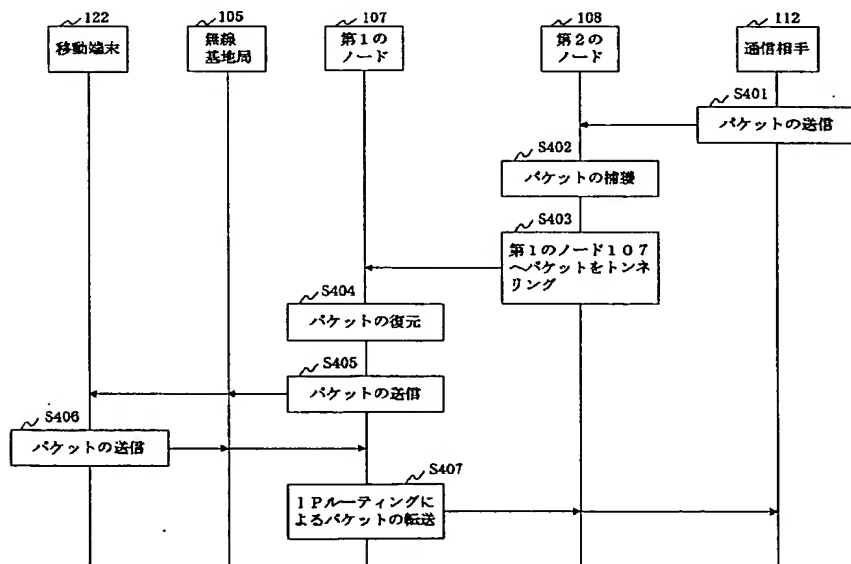 122
105
107
108
112
移動端末
無線
基地局
第1の
ノード
第2の
ノード
通信相手
S401
パケットの送信
S402
パケットの捕獲
S403
第1のノード107
へパケットをトンネ
リング
S404
パケットの復元
S405
パケットの送信
S406
パケットの送信
S407
IPルーティングに
よるパケットの転送